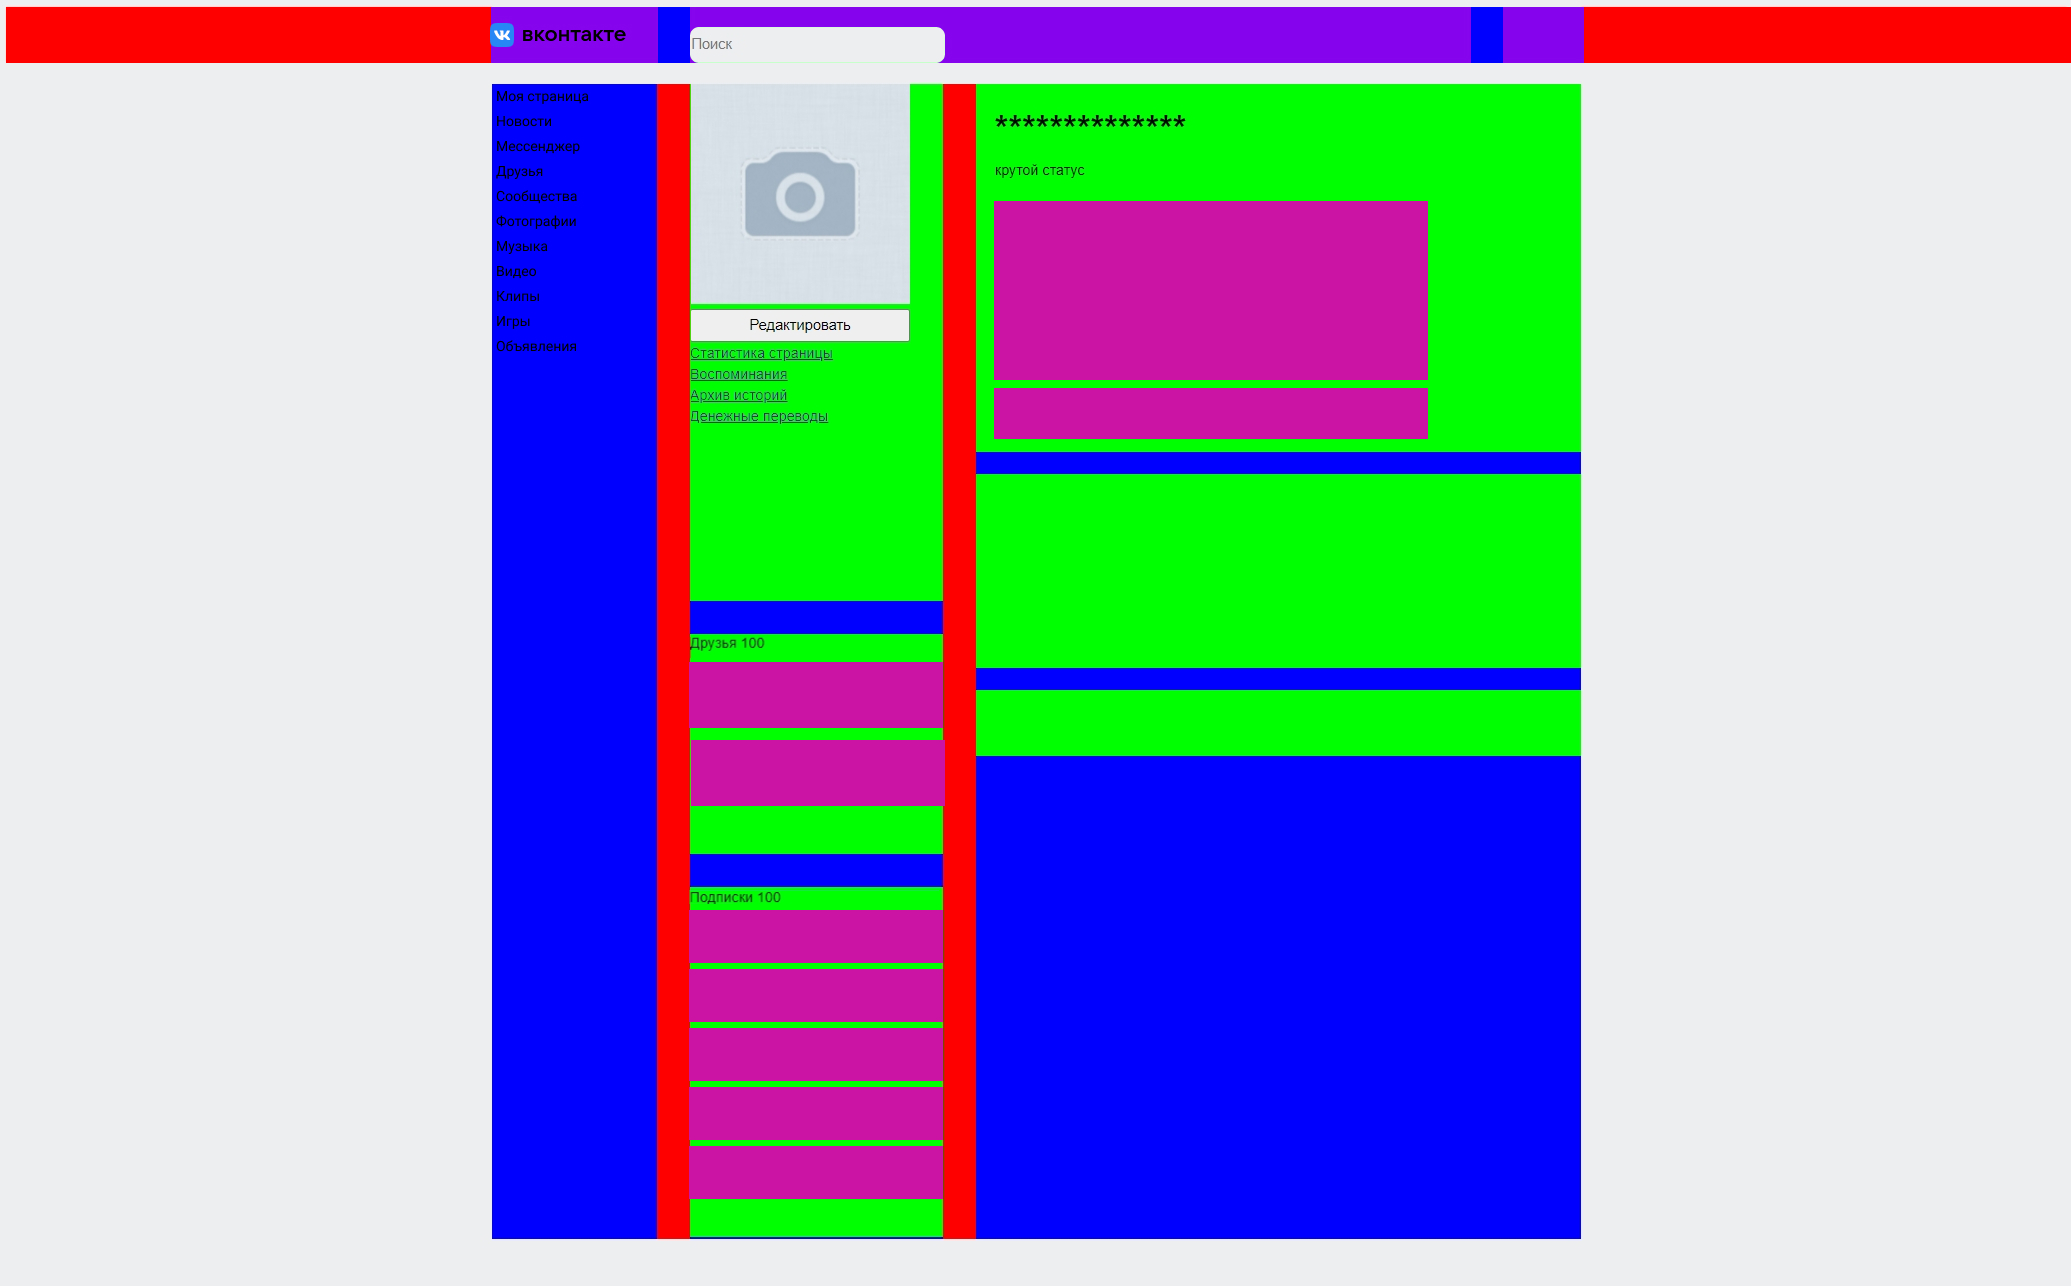 вконтакте
Поиск
Моя страница
Новости
Мессенджер
Друзья
Сообщества
Фотографии
Музыка
Видео
Клипы
Игры
Объявления
Редактировать
Статистика страницы
Воспоминания
Архив историй
Денежные переводы
Друзья 100
Подписки 100
**************
крутой статус